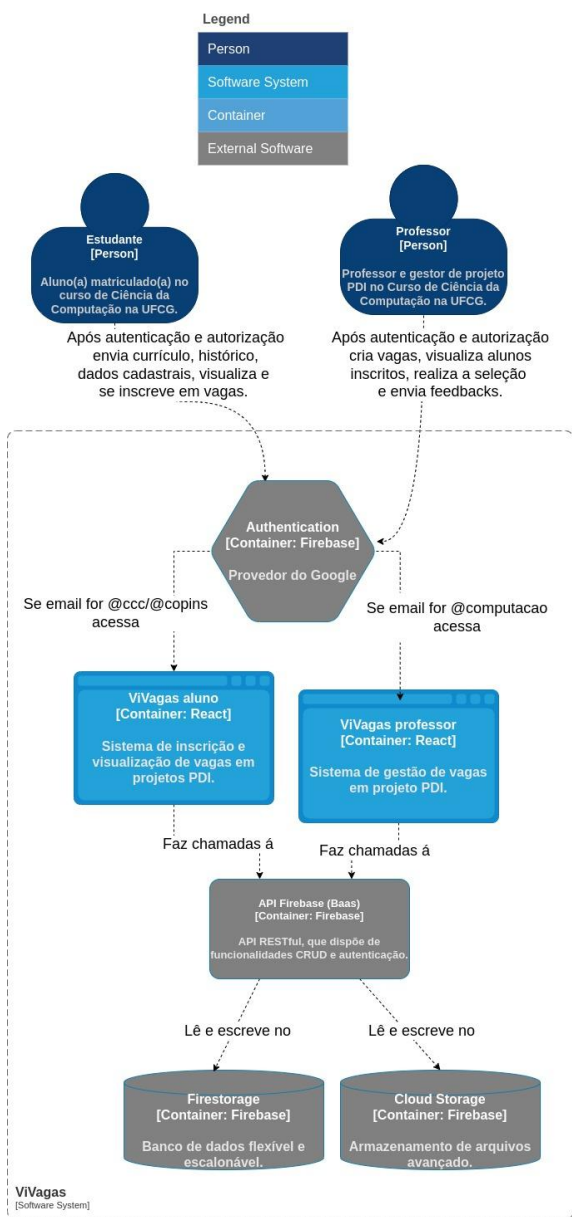 Legend
Person
Software System
Container
External Software
Estudante
[Person]
Aluno(a) matriculado(a) no
curso de Ciência da
Computação na UFCG.
Professor
[Person]
Professor e gestor de projeto
PDI no Curso de Ciência da
Computação na UFCG.
Após autenticação e autorização
envia currículo, histórico,
dados cadastrais, visualiza e
se inscreve em vagas.
Após autenticação e autorização
cria vagas, visualiza alunos
inscritos, realiza a seleção
e envia feedbacks.
Authentication
[Container: Firebase]
Provedor do Google
Se email for @ccc/@copins
acessa
Se email for @computacao
acessa
ViVagas aluno
[Container: React]
Sistema de inscrição e
visualização de vagas em
projetos PDI.
ViVagas professor
[Container: React]
Sistema de gestão de vagas
em projeto PDI.
Faz chamadas á
Faz chamadas á
API Firebase (Baas)
[Container: Firebase]
API RESTful, que dispõe de
funcionalidades CRUD e autenticação.
Lê e escreve no
Lê e escreve no
Firestorage
[Container: Firebase]
Banco de dados flexível e
escalonável.
Cloud Storage
[Container: Firebase]
Armazenamento de arquivos
avançado.
ViVagas
[Software System]